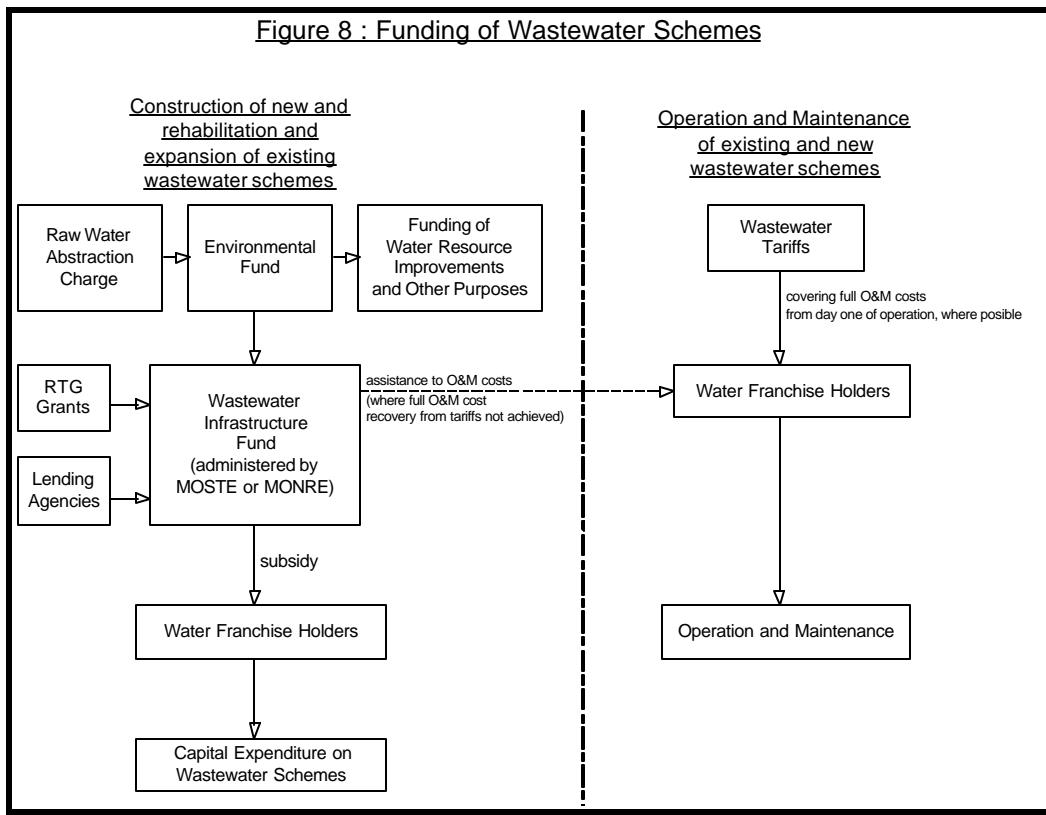 Figure 8 : Funding of Wastewater Schemes
Construction of new and
rehabilitation and
expansion of existing
wastewater schemes
Operation and Maintenance
of existing and new
wastewater schemes
Raw Water
Abstraction
Charge
Environmental
Fund
Funding of
Water Resource
Improvements
and Other Purposes
Wastewater
Tariffs
covering full O&M costs
from day one of operation, where posible
RTG
Grants
Lending
Agencies
Wastewater
Infrastructure
Fund
(administered by
MOSTE or MONRE)
assistance to O&M costs
(where full O&M cost
recovery from tariffs not achieved)
Water Franchise Holders
subsidy
Water Franchise Holders
Operation and Maintenance
Capital Expenditure on
Wastewater Schemes